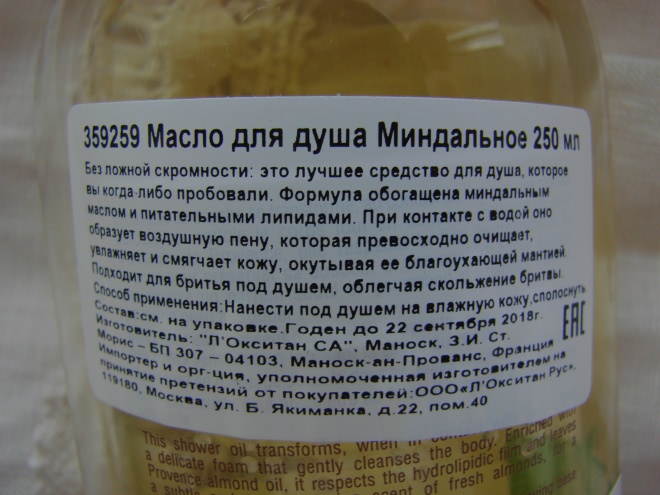 359259 Масло для душа Миндальное 250 мл
Без ложной скромности: это лучшее средство для душа, которое
вы когда-либо пробовали. Формула обогащена миндальным
маслом и питательными липидами. При контакте с водой оно
образует воздушную пену, которая превосходно очищает,
увлажняет и смягчает кожу, окутывая ее благоухающей мантией.
Подходит для бритья под душем, облегчая скольжение бритвы.
Способ применения:Нанести под душем на влажную кожу,сполоснуть
Состав:см. на упаковке.Годен до 22 сентября 2018г.
Изготовитель: "Л'Окситан СА", Маноск, З.И. Ст.
Морис – БП 307 – 04103, Маноск-ан-Прованс, Франция
Импортер и орг-ция, уполномоченная изготовителем на
принятие претензий от покупателей:ООО«Л'Окситан Рус»,
119180, Москва, ул. Б. Якиманка, д.22, пом.40
EAC
This shower oil transforms, when in Enriched with
a delicate foam that gently cleanses the body.
Provence almond oil, it respects the hydrolipidic film and leaves
a subtle scent of fresh almonds, for a
base